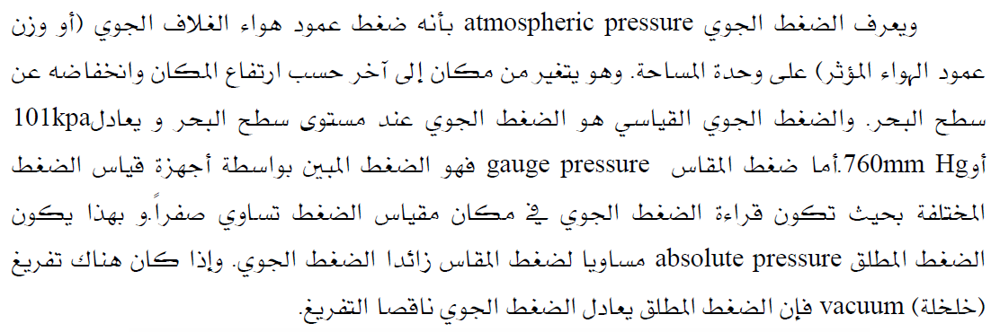 ويعرف الضغط الجوي atmospheric pressure بأنه ضغط عمود هواء الغلاف الجوي (أو وزن
عمود الهواء المؤثر) على وحدة المساحة. وهو يتغير من مكان إلى آخر حسب ارتفاع المكان وانخفاضه عن
سطح البحر. والضغط الجوي القياسي هو الضغط الجوي عند مستوى سطح البحر و يعادل101kpa
أو760mm Hg.أما ضغط المقاس gauge pressure فهو الضغط المبين بواسطة أجهزة قياس الضغط
المختلفة بحيث تكون قراءة الضغط الجوي في مكان مقياس الضغط تساوي صفراً.و بهذا يكون
الضغط المطلق absolute pressure مساويا لضغط المقاس زائدا الضغط الجوي. وإذا كان هناك تفريغ
(خلخلة) vacuum فإن الضغط المطلق يعادل الضغط الجوي ناقصا التفريغ.